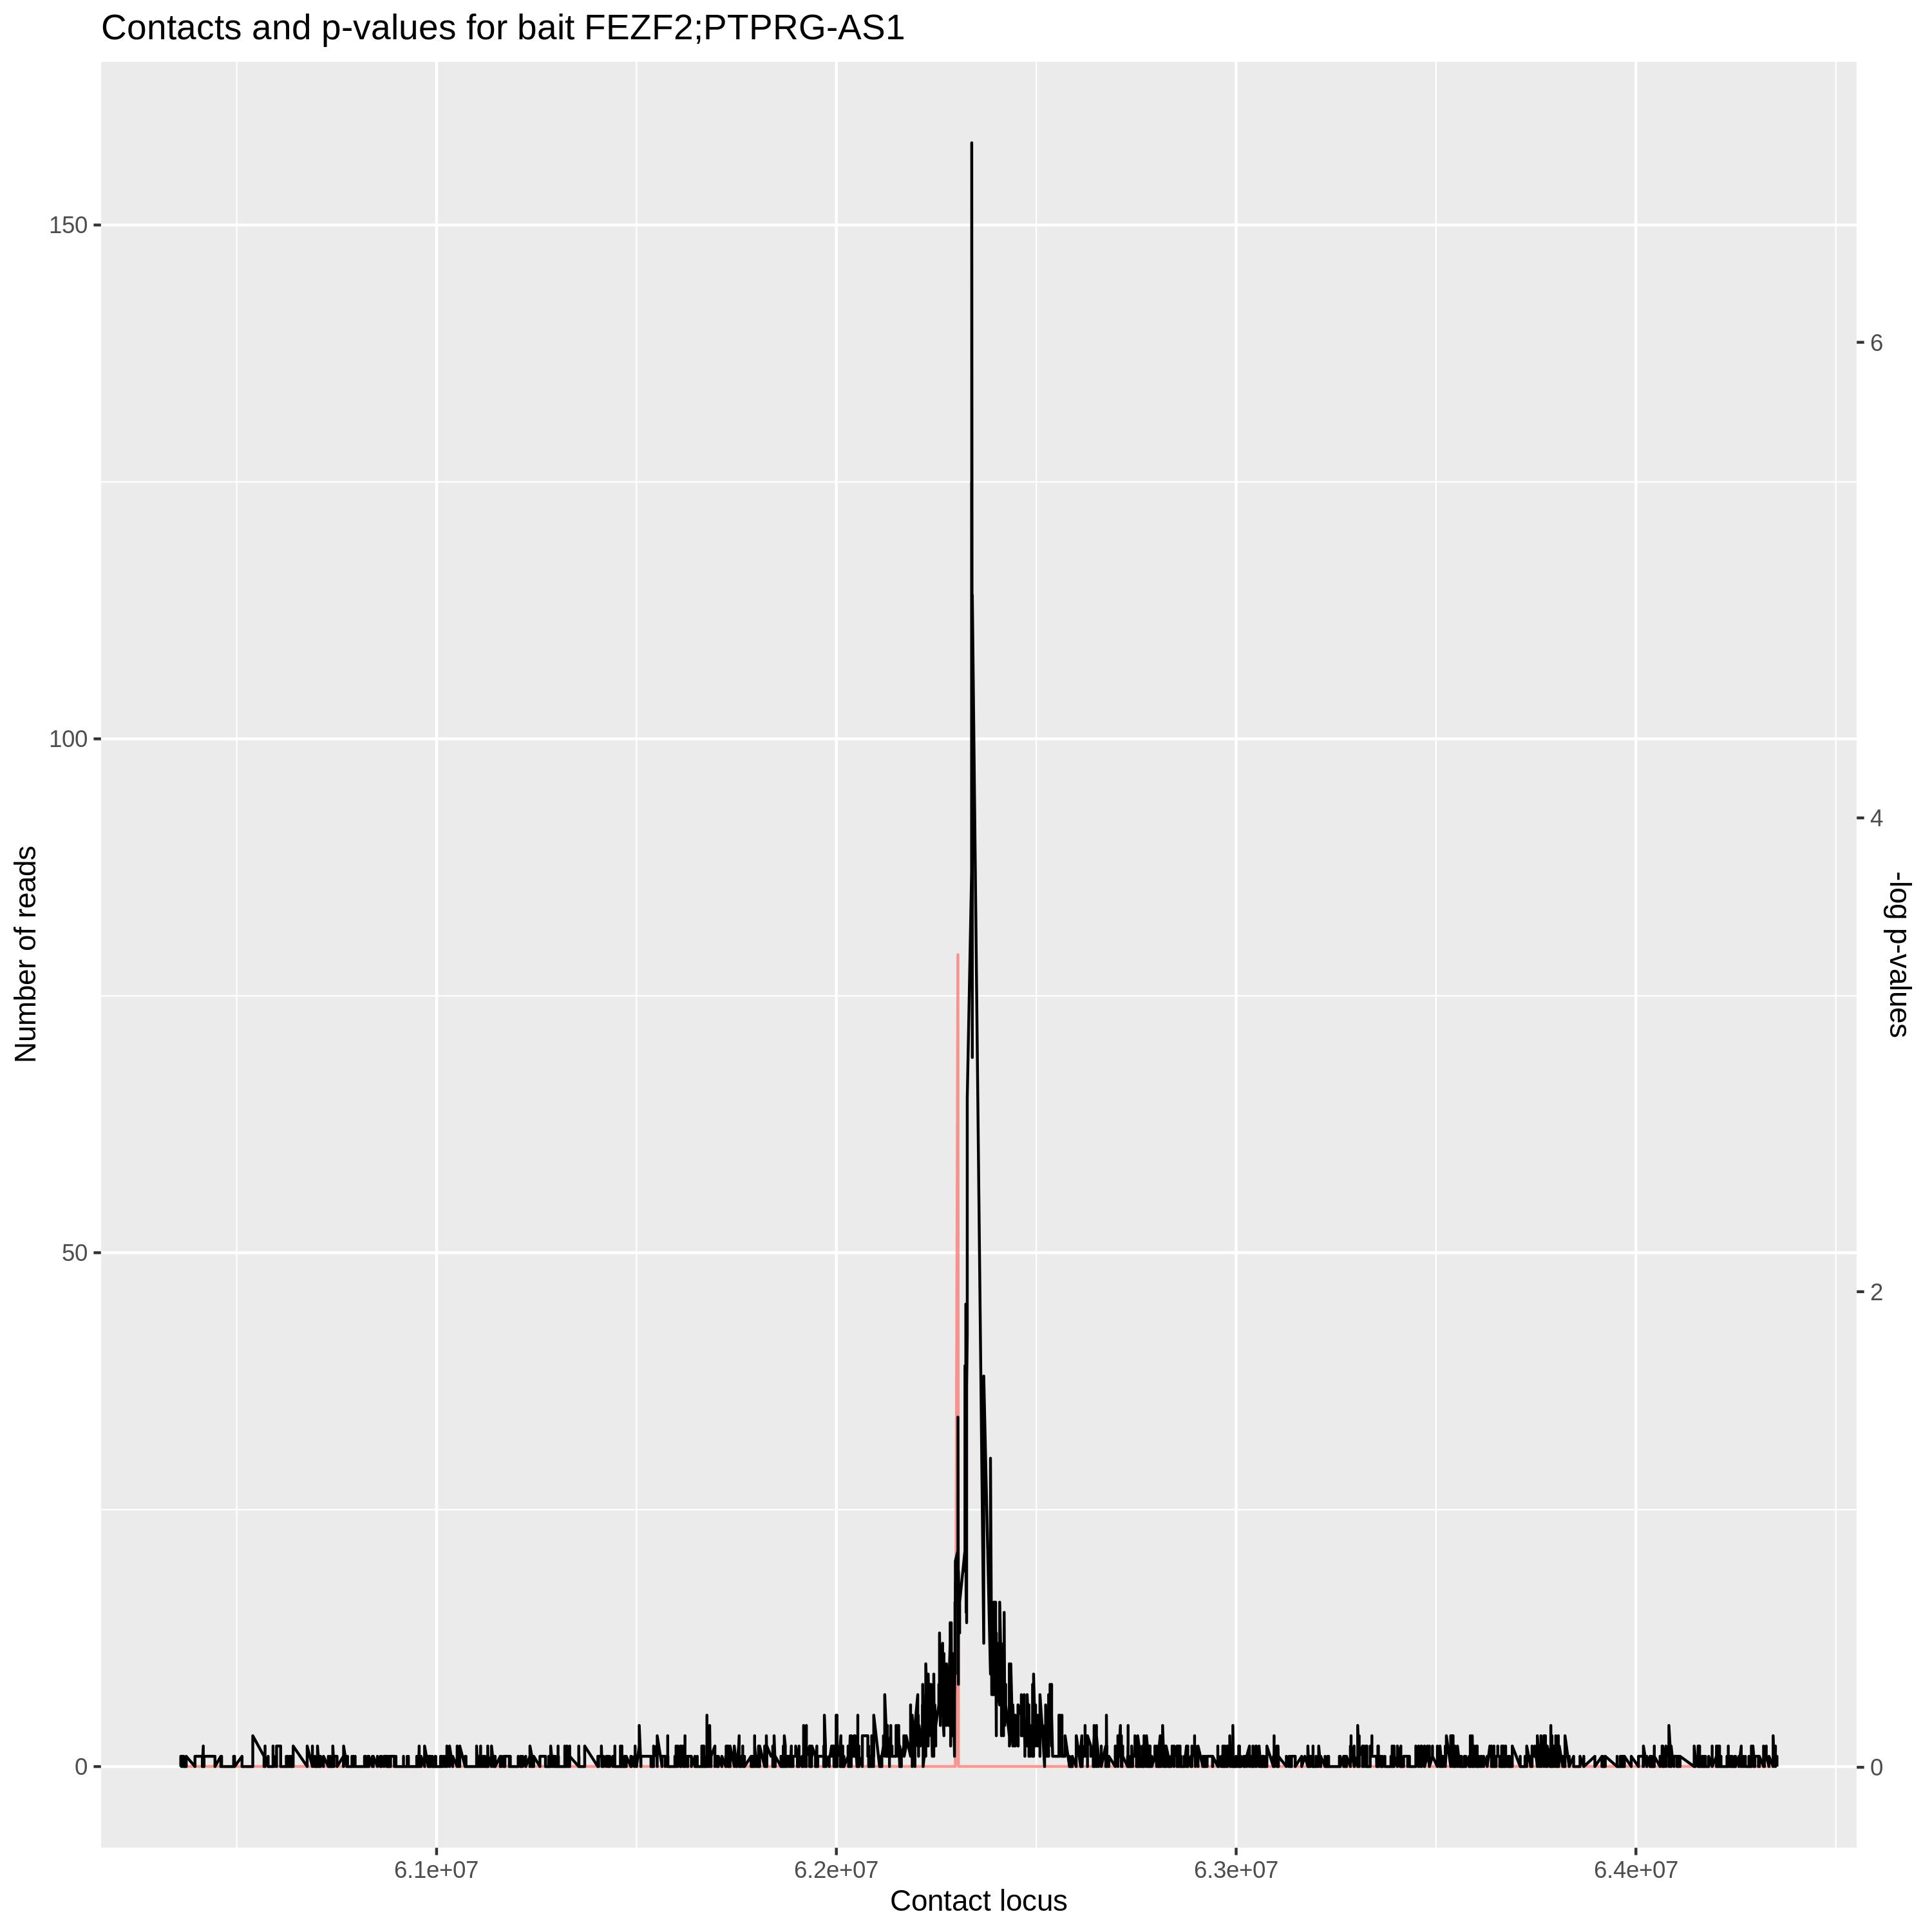 Contacts and p-values for bait FEZF2;PTPRG-AS1
150
100
50
0
Number of reads
6
4
2
0
-log p-values
6.1e+07
6.2e+07
6.3e+07
6.4e+07
Contact locus